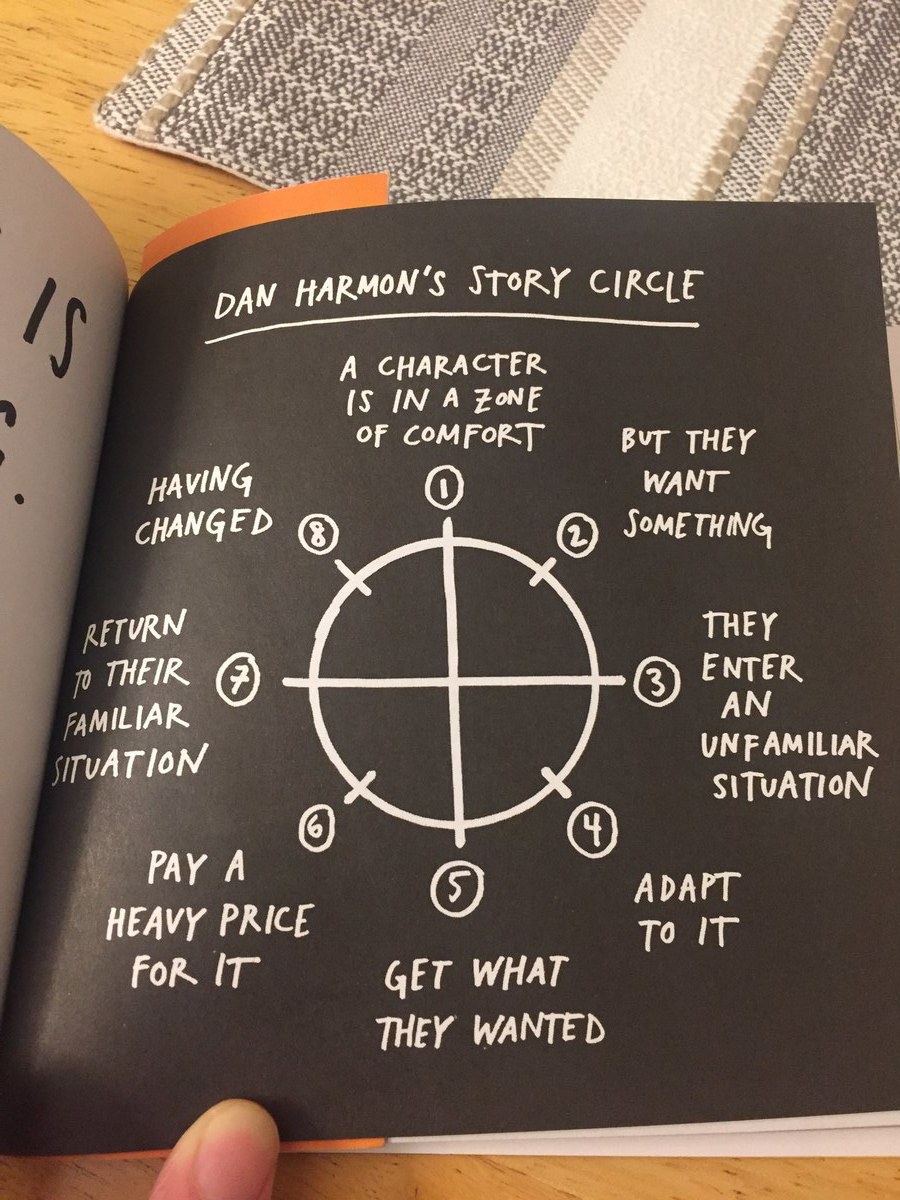 IS
DAN HARMON'S STORY CIRCLE
A CHARACTER
IS IN A ZONE
OF COMFORT
1
BUT THEY
WANT
SOMETHING
2
THEY
ENTER
AN
UNFAMILIAR
SITUATION
3
4
ADAPT
TO IT
5
GET WHAT
THEY WANTED
6
PAY A
HEAVY PRICE
FOR IT
7
RETURN
TO THEIR
FAMILIAR
SITUATION
8
HAVING
CHANGED